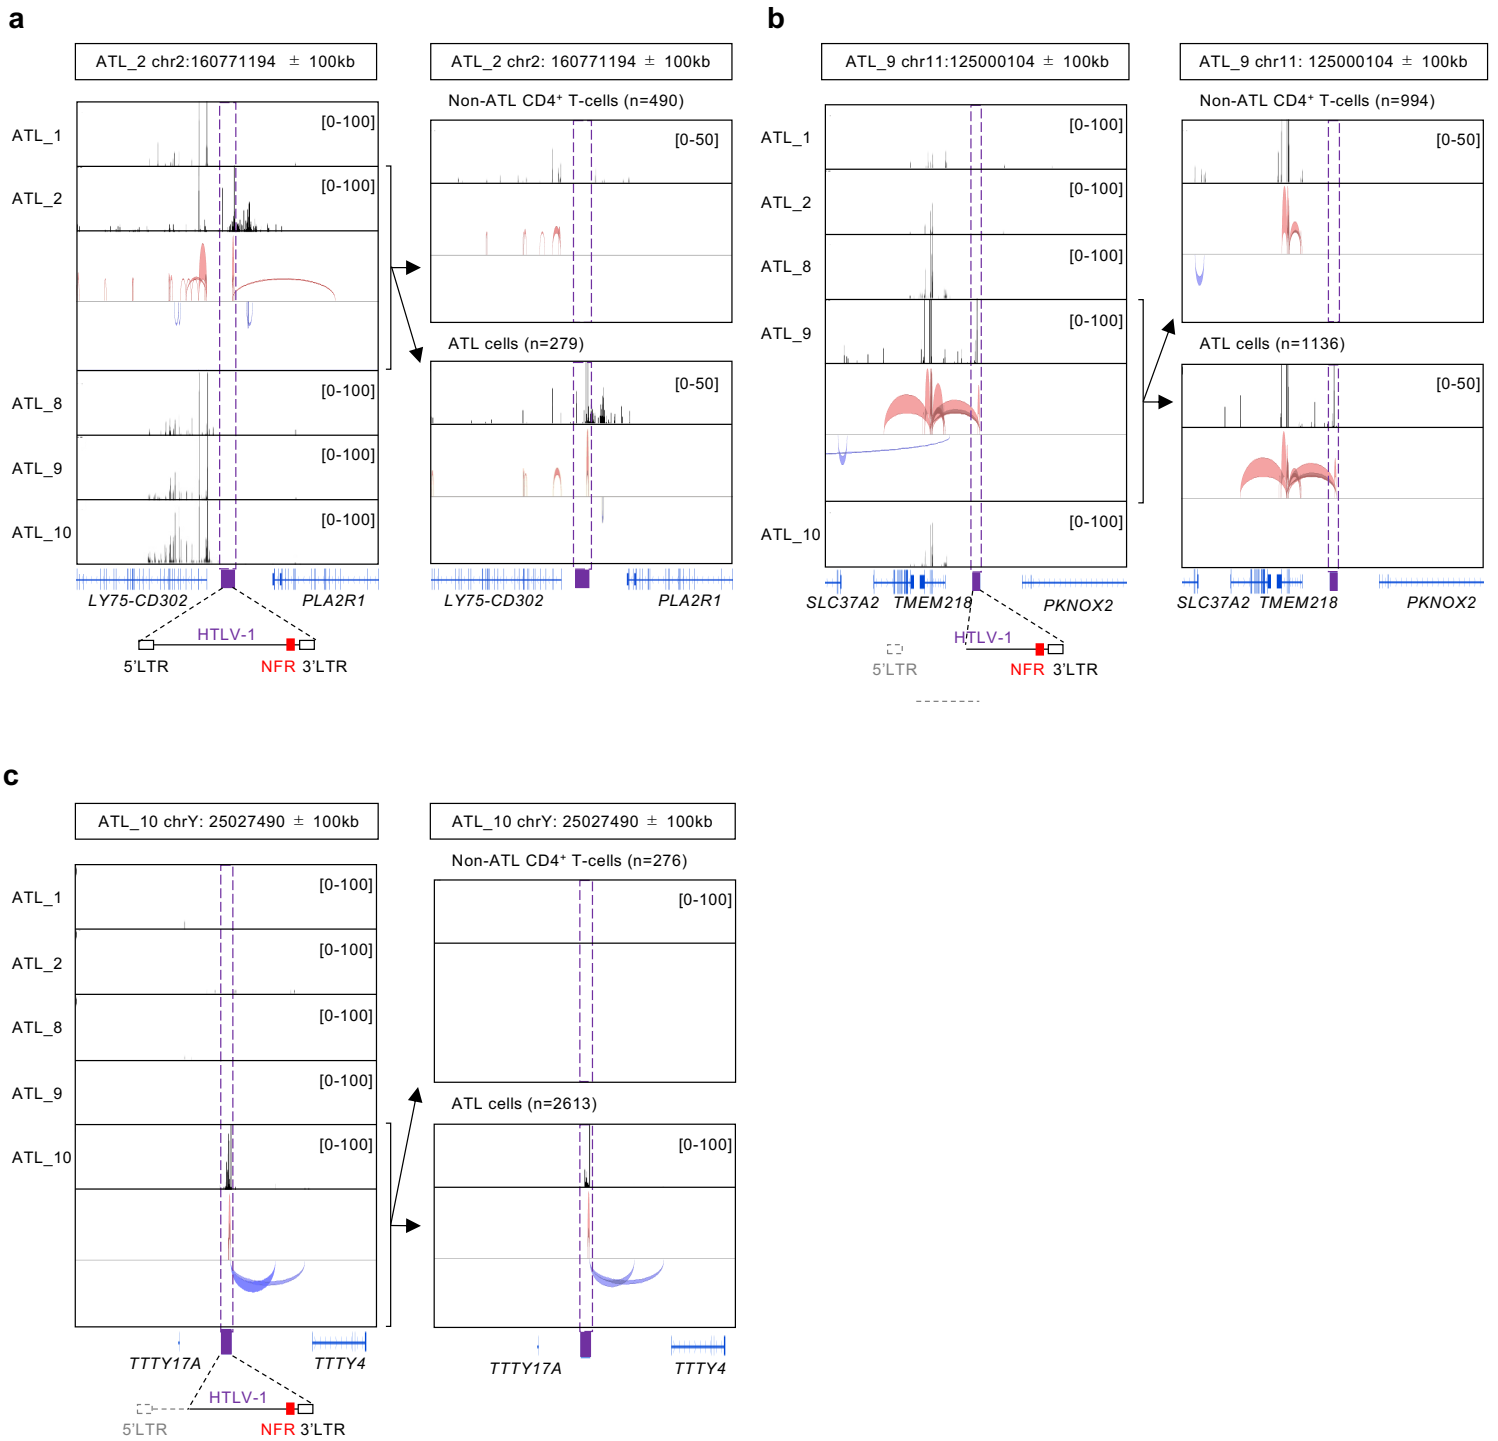 a
ATL_2 chr2:160771194 ± 100kb
ATL_1
[0-100]
ATL_2
[0-100]
ATL_8
[0-100]
ATL_9
[0-100]
ATL_10
[0-100]
LY75-CD302
PLA2R1
HTLV-1
5'LTR
NFR
3'LTR
ATL_2 chr2: 160771194 ± 100kb
Non-ATL CD4⁺ T-cells (n=490)
[0-50]
ATL cells (n=279)
[0-50]
LY75-CD302
PLA2R1
b
ATL_9 chr11:125000104 ± 100kb
ATL_1
[0-100]
ATL_2
[0-100]
ATL_8
[0-100]
ATL_9
[0-100]
ATL_10
[0-100]
SLC37A2
TMEM218
PKNOX2
HTLV-1
5'LTR
NFR
3'LTR
ATL_9 chr11: 125000104 ± 100kb
Non-ATL CD4⁺ T-cells (n=994)
[0-50]
ATL cells (n=1136)
[0-50]
SLC37A2
TMEM218
PKNOX2
c
ATL_10 chrY: 25027490 ± 100kb
ATL_1
[0-100]
ATL_2
[0-100]
ATL_8
[0-100]
ATL_9
[0-100]
ATL_10
[0-100]
TTTY17A
TTTY4
HTLV-1
5'LTR
NFR
3'LTR
ATL_10 chrY: 25027490 ± 100kb
Non-ATL CD4⁺ T-cells (n=276)
[0-100]
ATL cells (n=2613)
[0-100]
TTTY17A
TTTY4